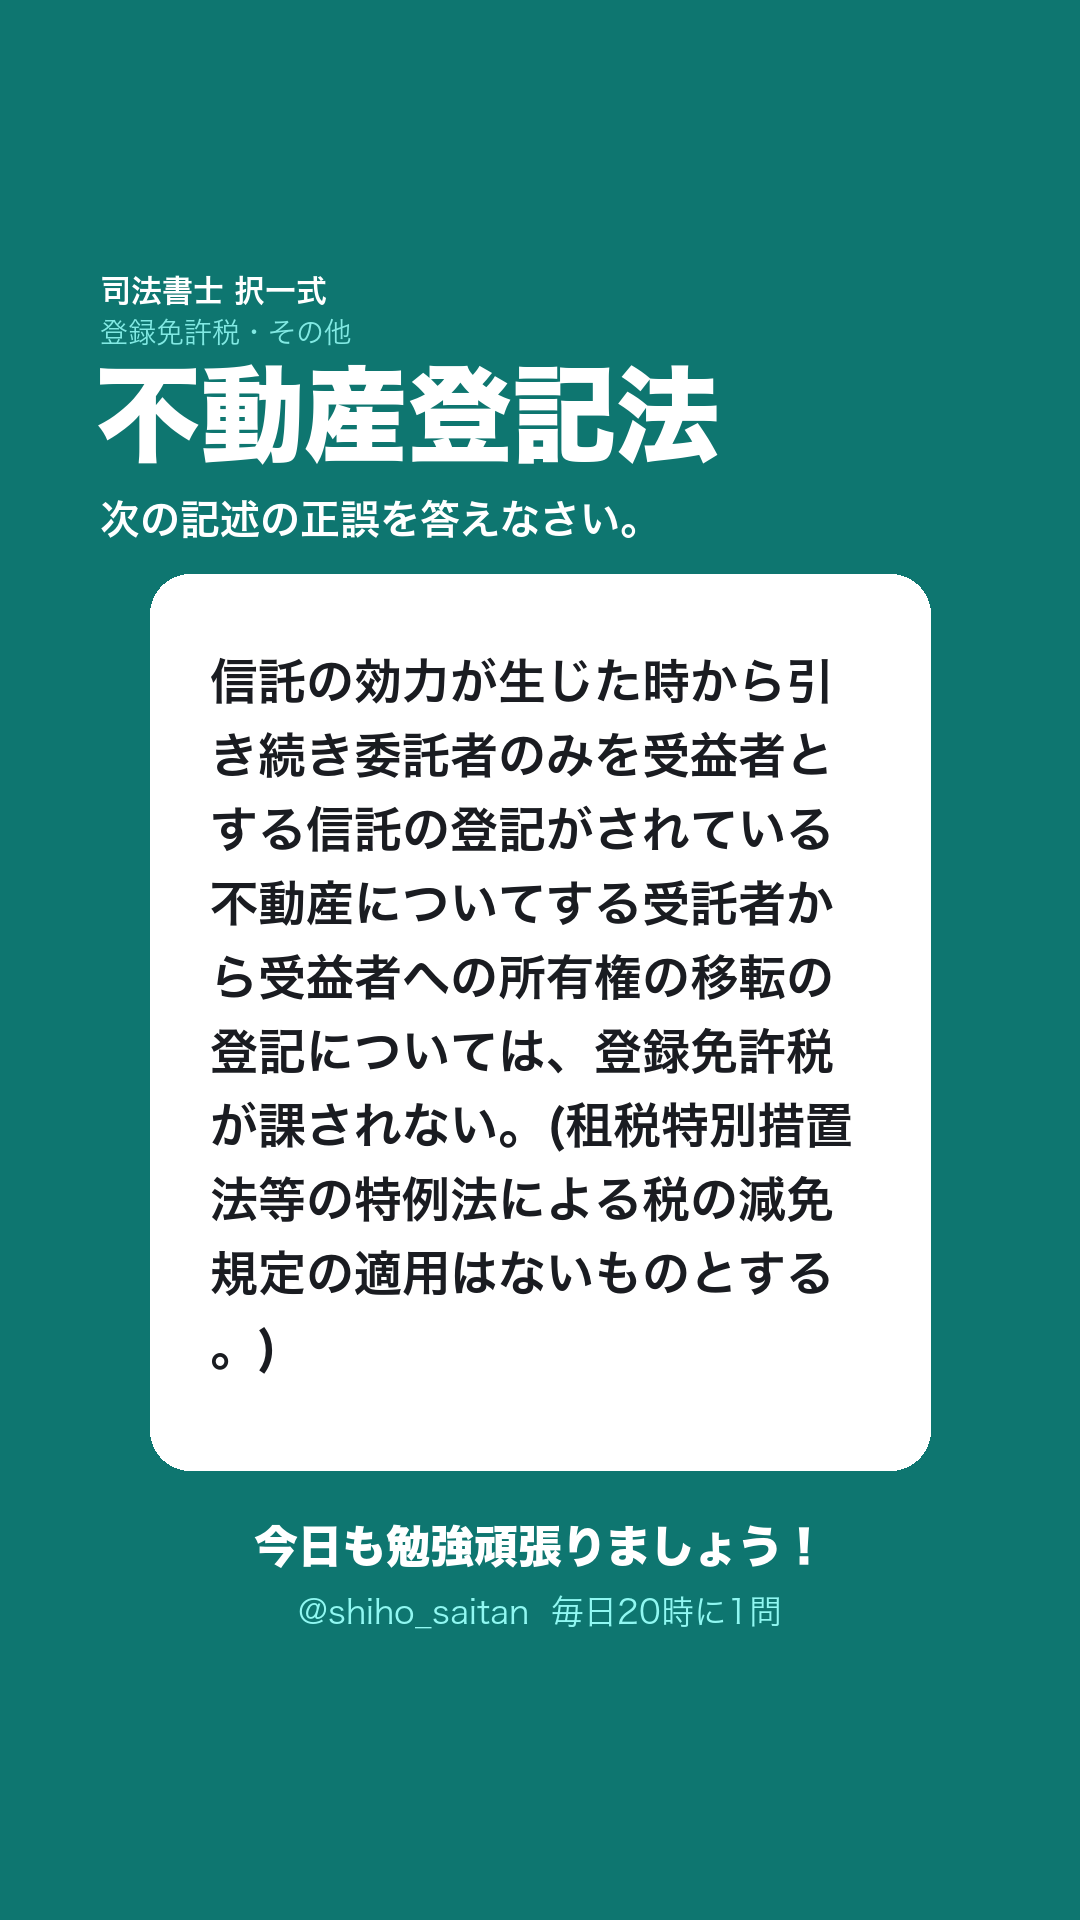 司法書士 択一式
登録免許税・その他
不動産登記法
次の記述の正誤を答えなさい。
信託の効力が生じた時から引
き続き委託者のみを受益者と
する信託の登記がされている
不動産についてする受託者か
ら受益者への所有権の移転の
登記については、登録免許税
が課されない。(租税特別措置
法等の特例法による税の減免
規定の適用はないものとする
。)
今日も勉強頑張りましょう！
@shiho_saitan 毎日20時に1問